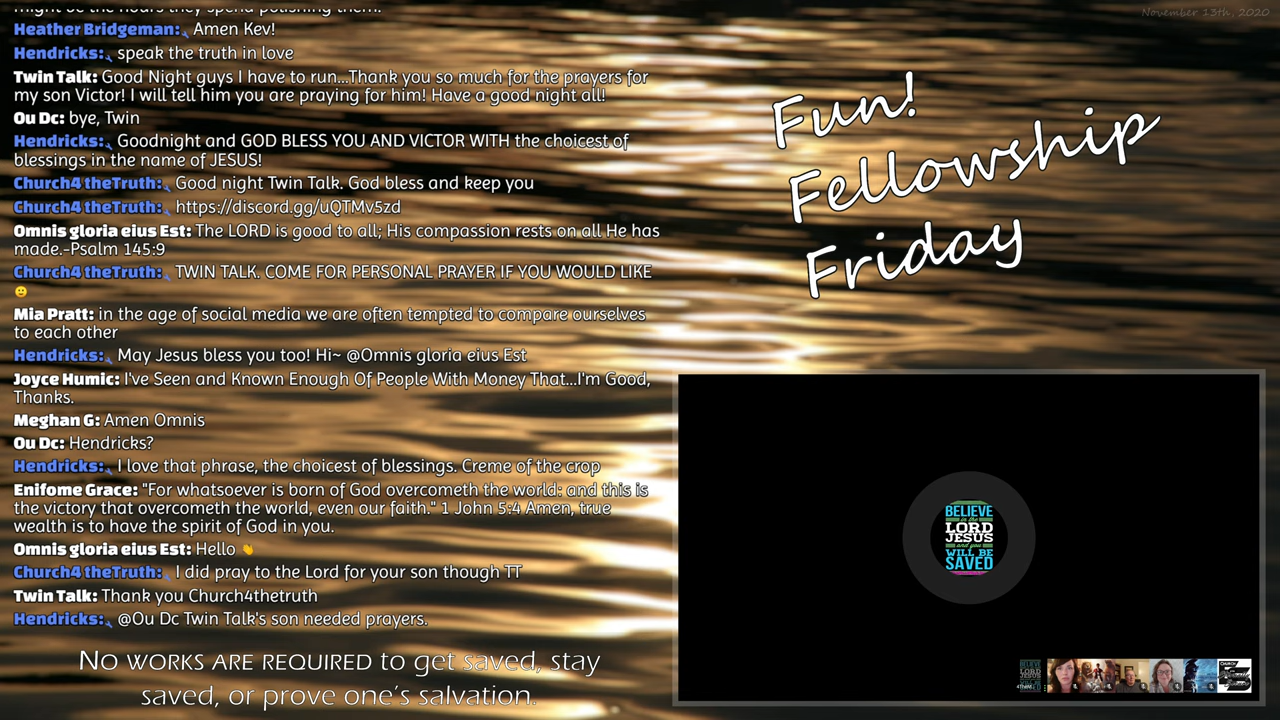 might be the hours they spend polishing them.
November 13th, 2020
Heather Bridgeman: Amen Kev!
Hendricks: speak the truth in love
Twin Talk: Good Night guys I have to run...Thank you so much for the prayers for
my son Victor! I will tell him you are praying for him! Have a good night all!
Ou Dc: bye, Twin
Hendricks: Goodnight and GOD BLESS YOU AND VICTOR WITH the choicest of
blessings in the name of JESUS!
Church4 theTruth: Good night Twin Talk. God bless and keep you
Church4 theTruth: https://discord.gg/uQTMv5zd
Omnis gloria eius Est: The LORD is good to all; His compassion rests on all He has
made.-Psalm 145:9
Church4 theTruth: TWIN TALK. COME FOR PERSONAL PRAYER IF YOU WOULD LIKE
🙂
Mia Pratt: in the age of social media we are often tempted to compare ourselves
to each other
Hendricks: May Jesus bless you too! Hi~ @Omnis gloria eius Est
Joyce Humic: I've Seen and Known Enough Of People With Money That...I'm Good,
Thanks.
Meghan G: Amen Omnis
Ou Dc: Hendricks?
Hendricks: I love that phrase, the choicest of blessings. Creme of the crop
Enifome Grace: "For whatsoever is born of God overcometh the world: and this is
the victory that overcometh the world, even our faith." 1 John 5:4 Amen, true
wealth is to have the spirit of God in you.
Omnis gloria eius Est: Hello 👋
Church4 theTruth: I did pray to the Lord for your son though TT
Twin Talk: Thank you Church4thetruth
Hendricks: @Ou Dc Twin Talk's son needed prayers.
No works are required to get saved, stay
saved, or prove one's salvation.
Fun!
Fellowship
Friday
BELIEVE
in the
LORD
JESUS
and you
WILL BE
SAVED